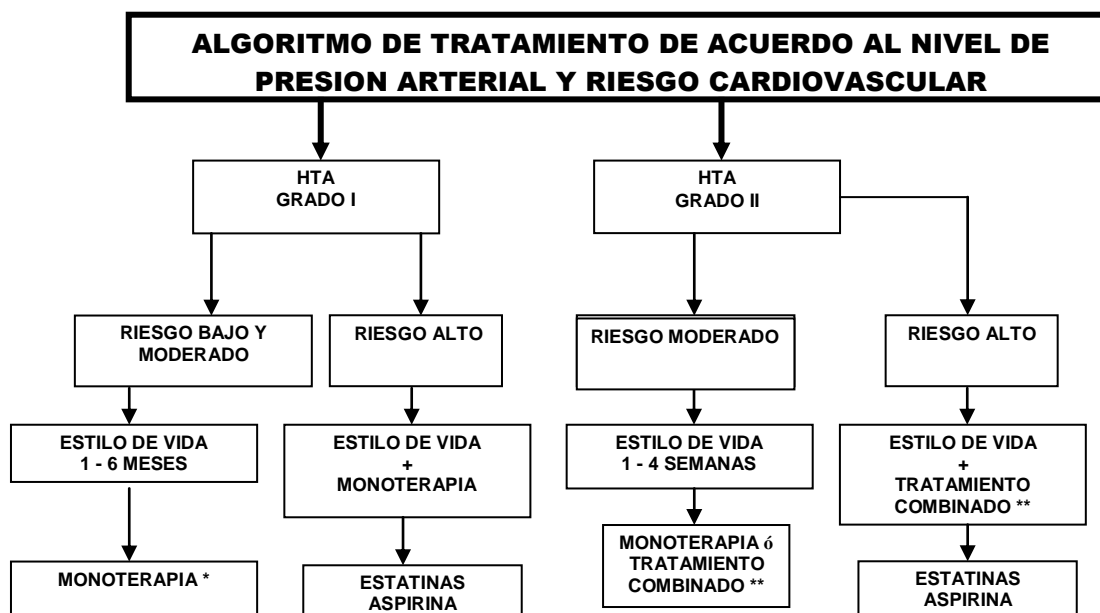 ALGORITMO DE TRATAMIENTO DE ACUERDO AL NIVEL DE
PRESION ARTERIAL Y RIESGO CARDIOVASCULAR
HTA
GRADO I
HTA
GRADO II
RIESGO BAJO Y
MODERADO
RIESGO ALTO
RIESGO MODERADO
RIESGO ALTO
ESTILO DE VIDA
1 - 6 MESES
ESTILO DE VIDA
+
MONOTERAPIA
ESTILO DE VIDA
1 - 4 SEMANAS
ESTILO DE VIDA
+
TRATAMIENTO
COMBINADO **
MONOTERAPIA *
ESTATINAS
ASPIRINA
MONOTERAPIA ó
TRATAMIENTO
COMBINADO **
ESTATINAS
ASPIRINA